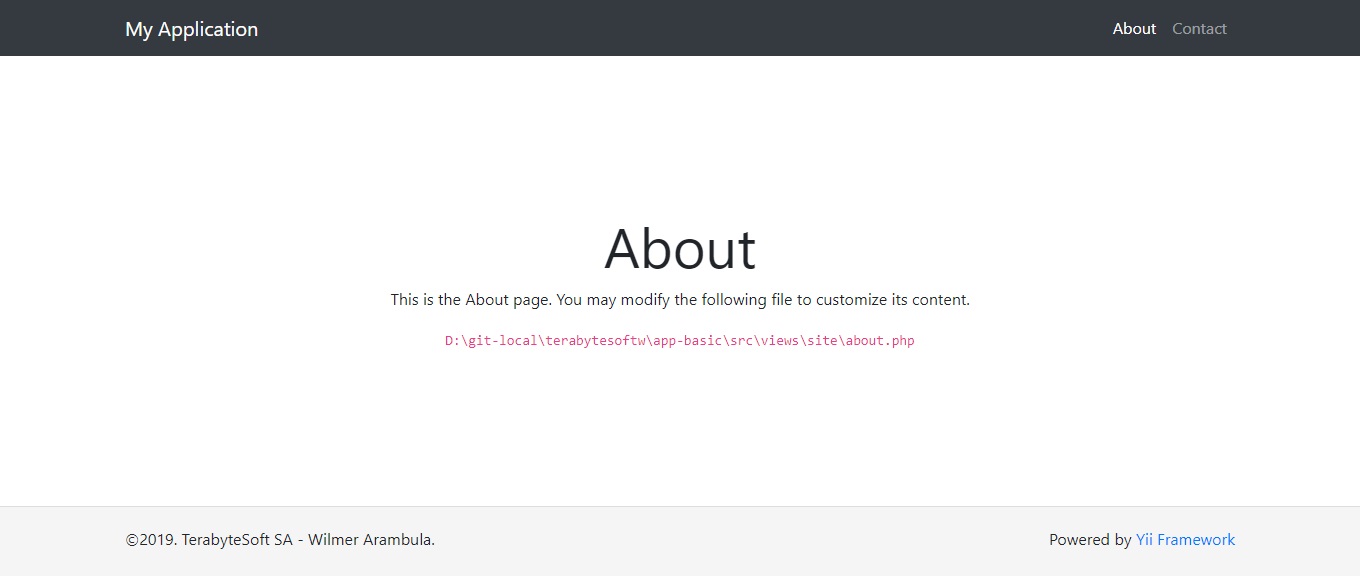 My Application
About Contact
About
This is the About page. You may modify the following file to customize its content.
D:\git-local\terabytesoftw\app-basic\src\views\site\about.php
©2019. TerabyteSoft SA - Wilmer Arambula.
Powered by Yii Framework